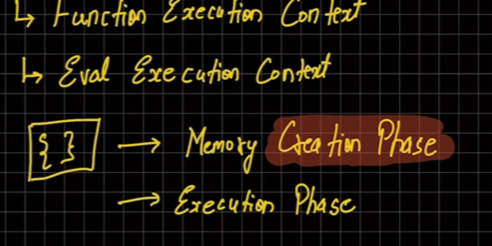 ↳ Function Execution Context
↳ Eval Execution Context
{ } → Memory Creation Phase
→ Execution Phase